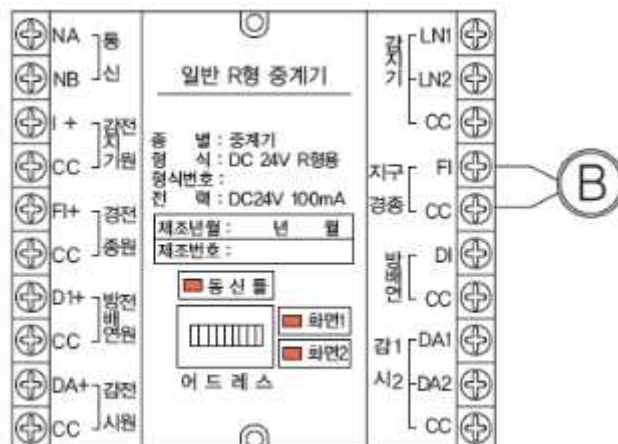 NA
통신
NB
I +
감지기
전원
CC
FI+
경종
전원
CC
D1+
방배연
전원
CC
DA+
감시
전원
CC
일반 R형 중계기
종 별 : 중계기
형 식 : DC 24V R형용
형식번호 :
전 력 : DC24V 100mA
제조년월 : 년 월
제조번호 :
동 신 틀
화면1
화면2
어 드 레 스
감지기
LN1
LN2
CC
지구
경종
FI
CC
B
방배연
DI
CC
감1
시2
DA1
DA2
CC